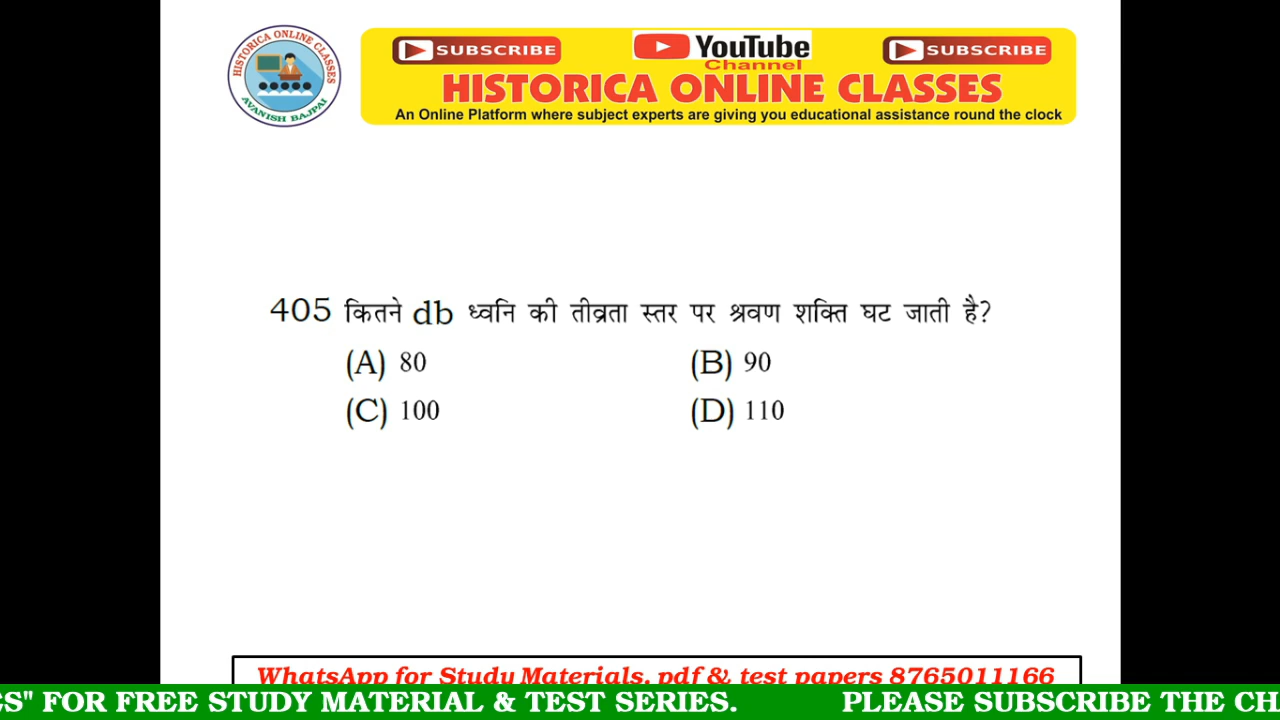 HISTORICA ONLINE CLASSES
AVANISH BAJPAI
SUBSCRIBE
YouTube
SUBSCRIBE
Channel
HISTORICA ONLINE CLASSES
An Online Platform where subject experts are giving you educational assistance round the clock
405 कितने db ध्वनि की तीव्रता स्तर पर श्रवण शक्ति घट जाती है?
(A) 80 (B) 90
(C) 100 (D) 110
WhatsApp for Study Materials, pdf & test papers 8765011166
CS" FOR FREE STUDY MATERIAL & TEST SERIES. PLEASE SUBSCRIBE THE CH